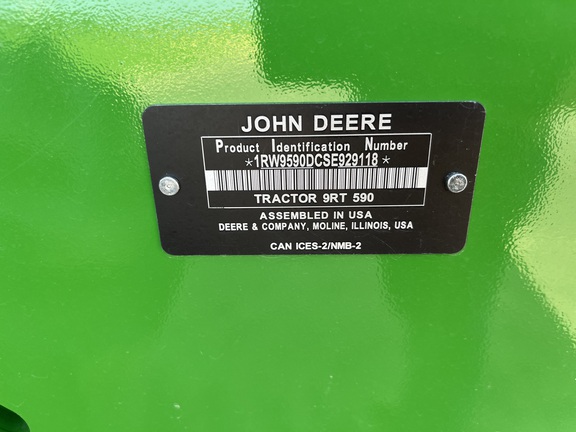 JOHN DEERE
Product Identification Number
*1RW9590DCSE929118*
TRACTOR 9RT 590
ASSEMBLED IN USA
DEERE & COMPANY, MOLINE, ILLINOIS, USA
CAN ICES-2/NMB-2